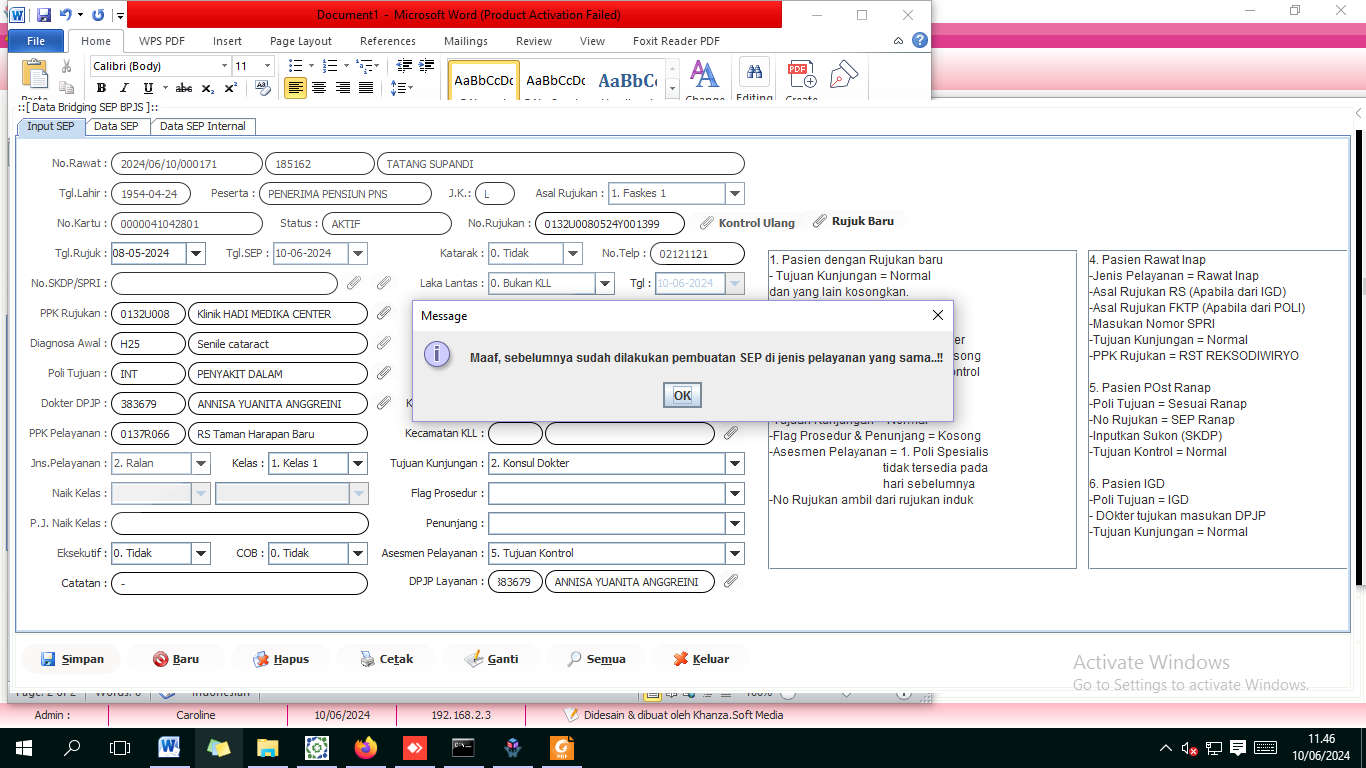 Document1 - Microsoft Word (Product Activation Failed)
File Home WPS PDF Insert Page Layout References Mailings Review View Foxit Reader PDF
Calibri (Body) 11
AaBbCcDc AaBbCcDc AaBbCc
B I U abc x₂ x²
Change Editing
::[ Data Bridging SEP BPJS ]::
Input SEP Data SEP Data SEP Internal
No.Rawat : 2024/06/10/000171 185162 TATANG SUPANDI
Tgl.Lahir : 1954-04-24 Peserta : PENERIMA PENSIUN PNS J.K.: L Asal Rujukan : 1. Faskes 1
No.Kartu : 0000041042801 Status : AKTIF No.Rujukan : 0132U0080524Y001399 Kontrol Ulang Rujuk Baru
Tgl.Rujuk : 08-05-2024 Tgl.SEP : 10-06-2024 Katarak : 0. Tidak No.Telp : 02121121
No.SKDP/SPRI : Laka Lantas : 0. Bukan KLL Tgl : 10-06-2024
PPK Rujukan : 0132U008 Klinik HADI MEDIKA CENTER
Diagnosa Awal : H25 Senile cataract
Poli Tujuan : INT PENYAKIT DALAM
Dokter DPJP : 383679 ANNISA YUANITA ANGGREINI
PPK Pelayanan : 0137R066 RS Taman Harapan Baru Kecamatan KLL :
Jns.Pelayanan : 2. Ralan Kelas : 1. Kelas 1 Tujuan Kunjungan : 2. Konsul Dokter
Naik Kelas : Flag Prosedur :
P.J. Naik Kelas : Penunjang :
Eksekutif : 0. Tidak COB : 0. Tidak Asesmen Pelayanan : 5. Tujuan Kontrol
Catatan : - DPJP Layanan : 383679 ANNISA YUANITA ANGGREINI
Message
Maaf, sebelumnya sudah dilakukan pembuatan SEP di jenis pelayanan yang sama..!!
OK
1. Pasien dengan Rujukan baru
- Tujuan Kunjungan = Normal
dan yang lain kosongkan.
-Flag Prosedur & Penunjang = Kosong
-Asesmen Pelayanan = 1. Poli Spesialis
tidak tersedia pada
hari sebelumnya
-No Rujukan ambil dari rujukan induk
4. Pasien Rawat Inap
-Jenis Pelayanan = Rawat Inap
-Asal Rujukan RS (Apabila dari IGD)
-Asal Rujukan FKTP (Apabila dari POLI)
-Masukan Nomor SPRI
-Tujuan Kunjungan = Normal
-PPK Rujukan = RST REKSODIWIRYO
5. Pasien POst Ranap
-Poli Tujuan = Sesuai Ranap
-No Rujukan = SEP Ranap
-Inputkan Sukon (SKDP)
-Tujuan Kontrol = Normal
6. Pasien IGD
-Poli Tujuan = IGD
- DOkter tujukan masukan DPJP
-Tujuan Kunjungan = Normal
Simpan Baru Hapus Cetak Ganti Semua Keluar
Activate Windows
Go to Settings to activate Windows.
Admin : Caroline 10/06/2024 192.168.2.3 Didesain & dibuat oleh Khanza.Soft Media
11.46
10/06/2024